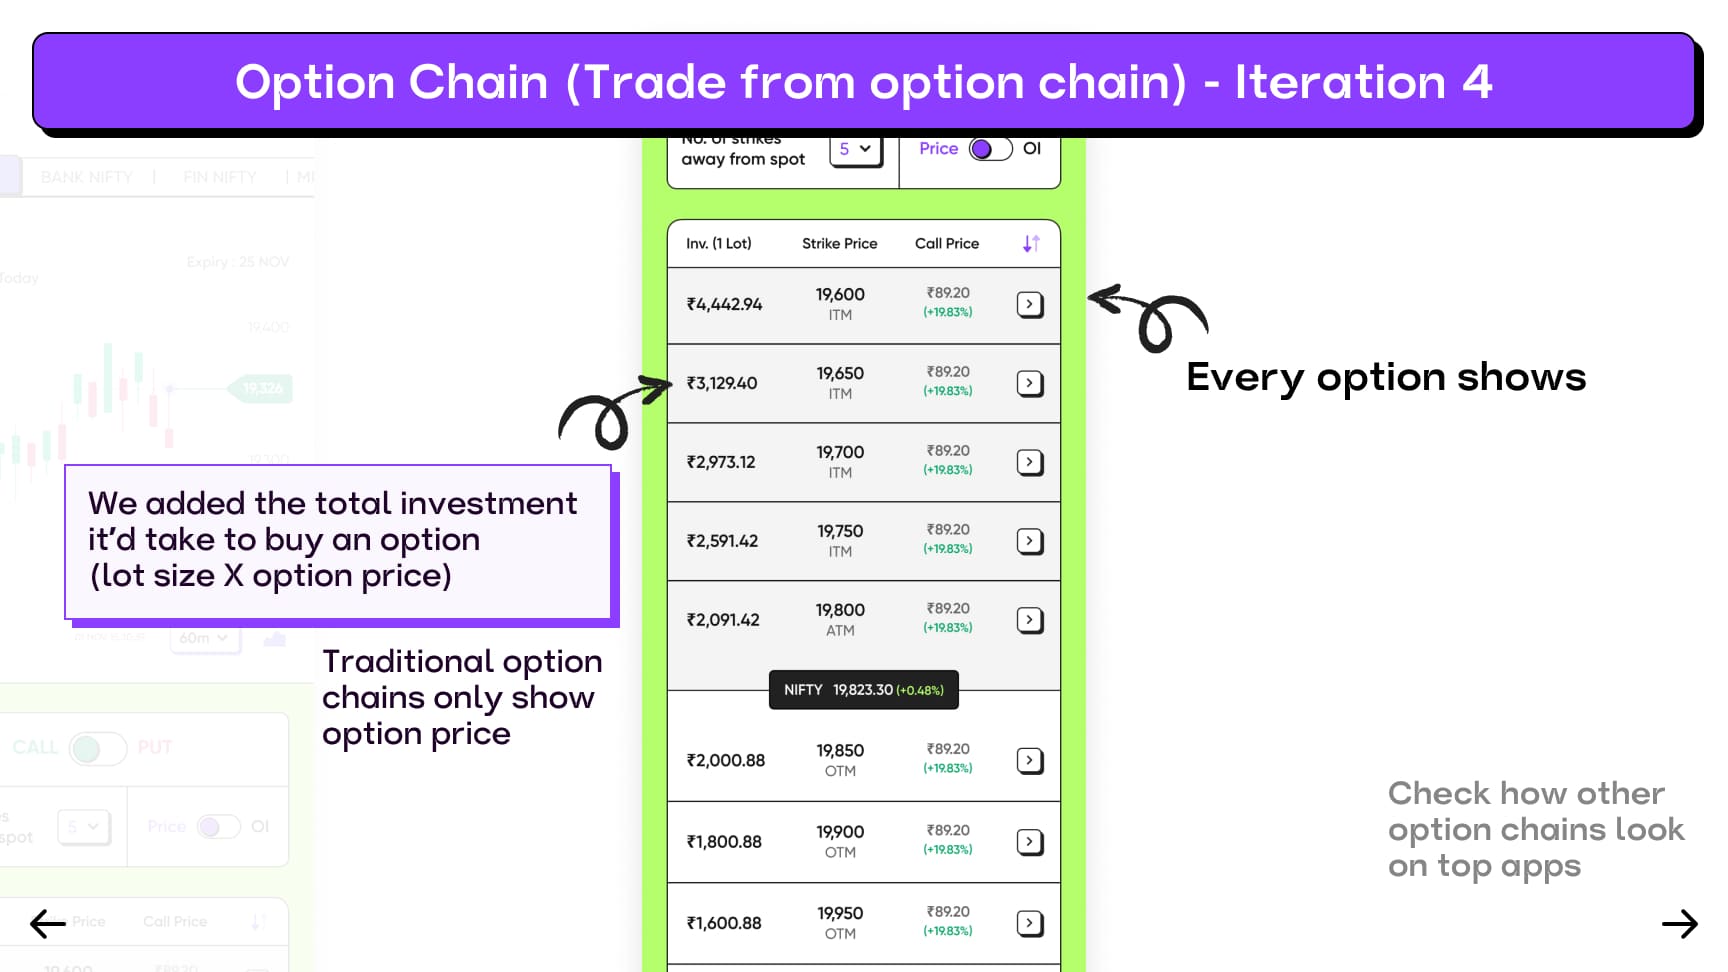 Option Chain (Trade from option chain) - Iteration 4
No. of strikes
away from spot
5
Price
OI
BANK NIFTY | FIN NIFTY |
Expiry : 25 NOV
Today
19,400
19,326
19,300
Inv. (1 Lot) Strike Price Call Price
₹4,442.94 19,600 ITM ₹89.20 (+19.83%)
₹3,129.40 19,650 ITM ₹89.20 (+19.83%)
₹2,973.12 19,700 ITM ₹89.20 (+19.83%)
₹2,591.42 19,750 ITM ₹89.20 (+19.83%)
₹2,091.42 19,800 ATM ₹89.20 (+19.83%)
NIFTY 19,823.30 (+0.48%)
₹2,000.88 19,850 OTM ₹89.20 (+19.83%)
₹1,800.88 19,900 OTM ₹89.20 (+19.83%)
₹1,600.88 19,950 OTM ₹89.20 (+19.83%)
Every option shows
We added the total investment
it'd take to buy an option
(lot size X option price)
60m
Traditional option
chains only show
option price
CALL PUT
spot
5
Price OI
Price Call Price
19,600 ₹89.20
Check how other
option chains look
on top apps